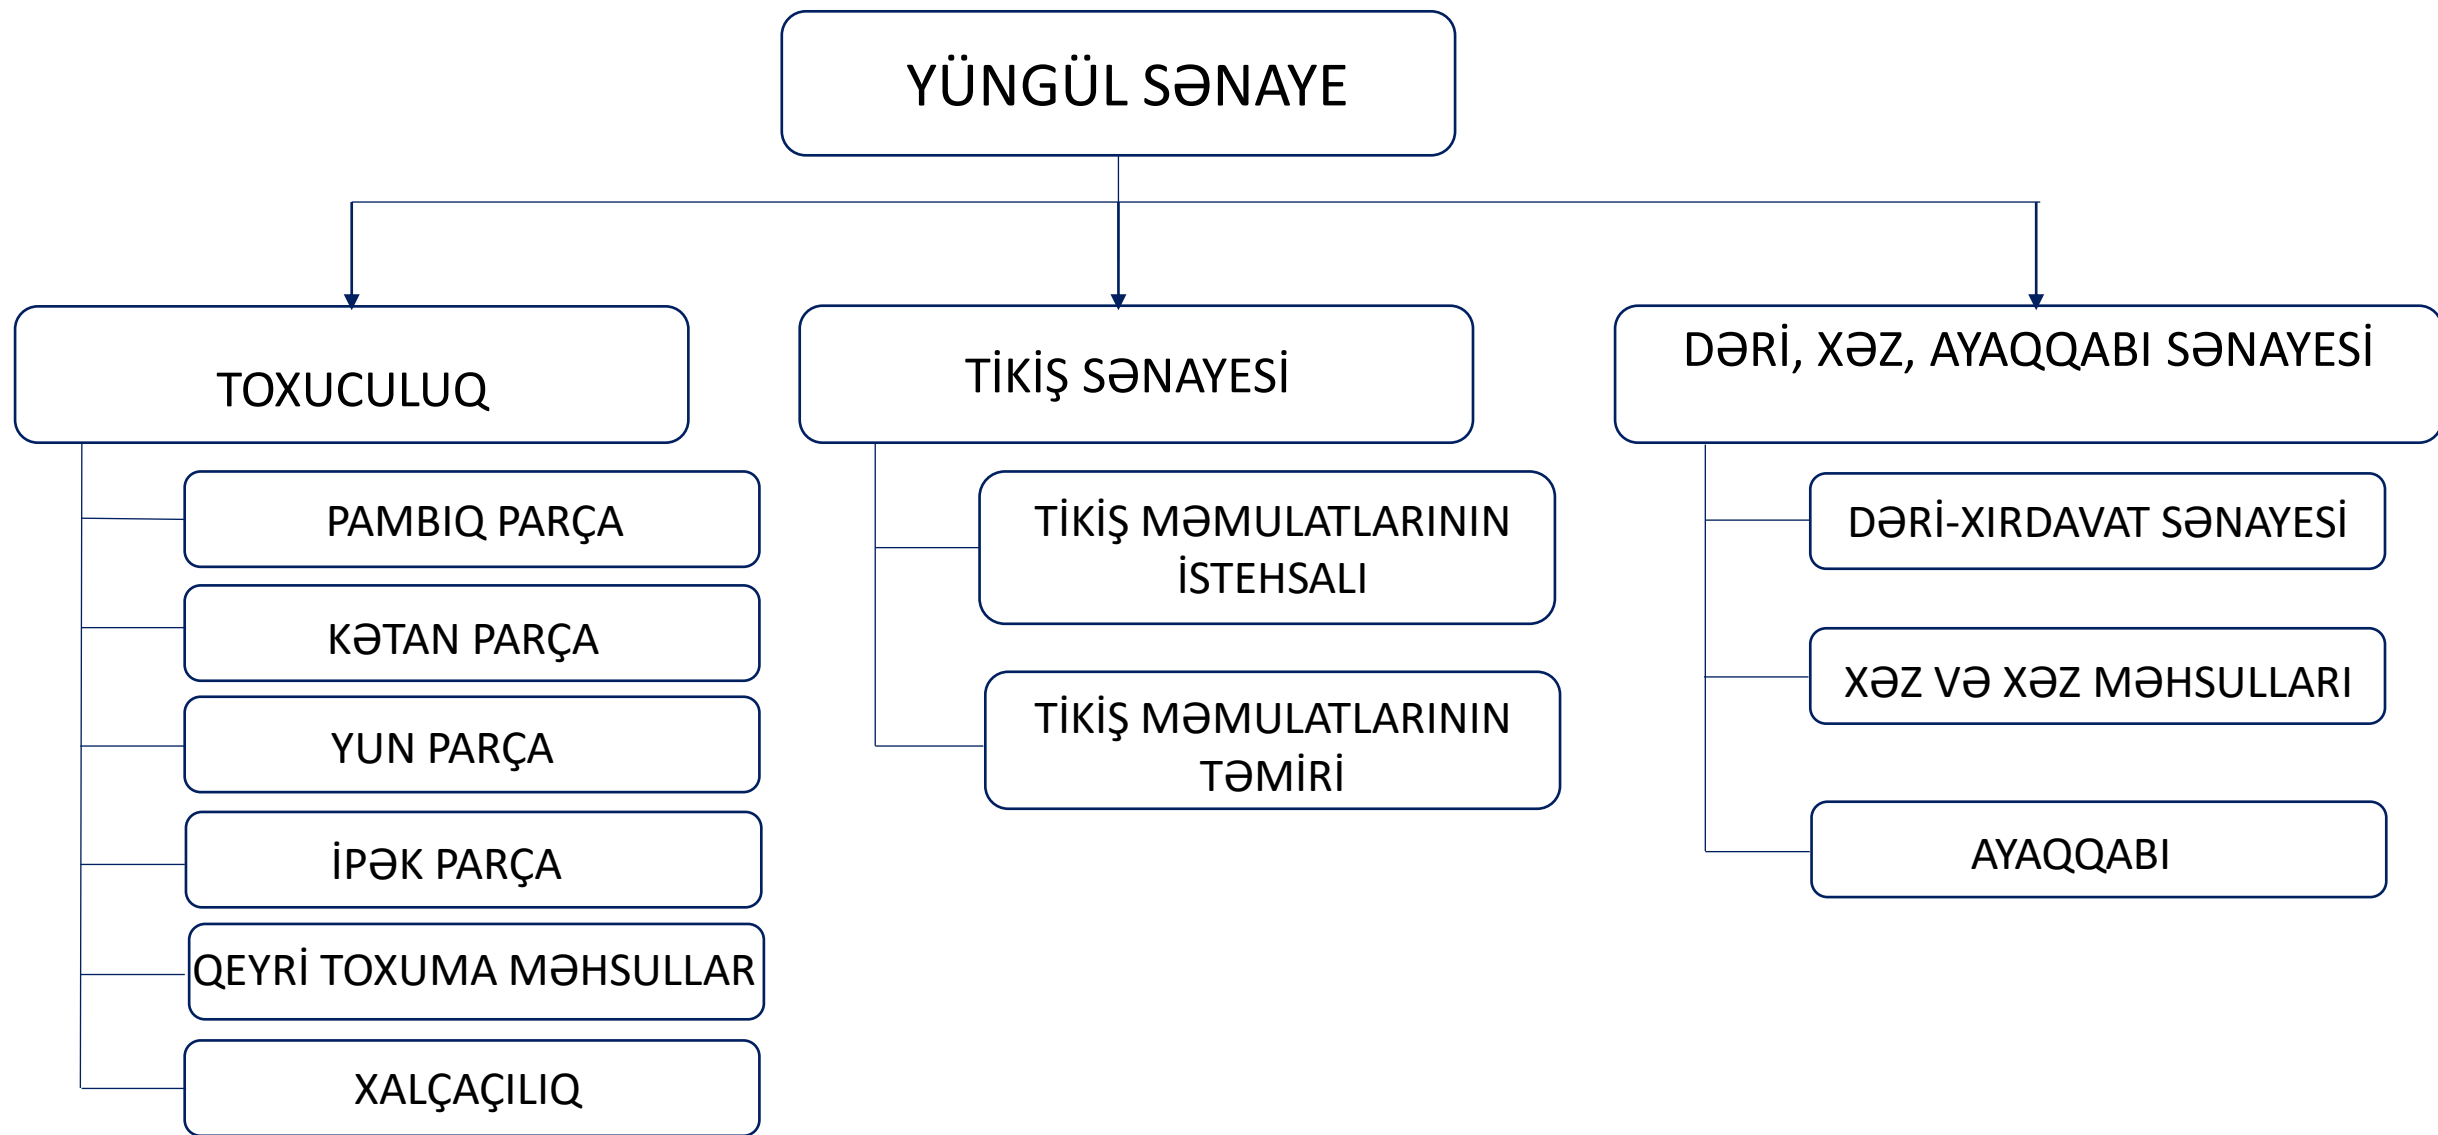 YÜNGÜL SƏNAYE
TOXUCULUQ
PAMBIQ PARÇA
KƏTAN PARÇA
YUN PARÇA
İPƏK PARÇA
QEYRİ TOXUMA MƏHSULLAR
XALÇAÇILIQ
TİKİŞ SƏNAYESİ
TİKİŞ MƏMULATLARININ
İSTEHSALI
TİKİŞ MƏMULATLARININ
TƏMİRİ
DƏRİ, XƏZ, AYAQQABI SƏNAYESİ
DƏRİ-XIRDAVAT SƏNAYESİ
XƏZ VƏ XƏZ MƏHSULLARI
AYAQQABI